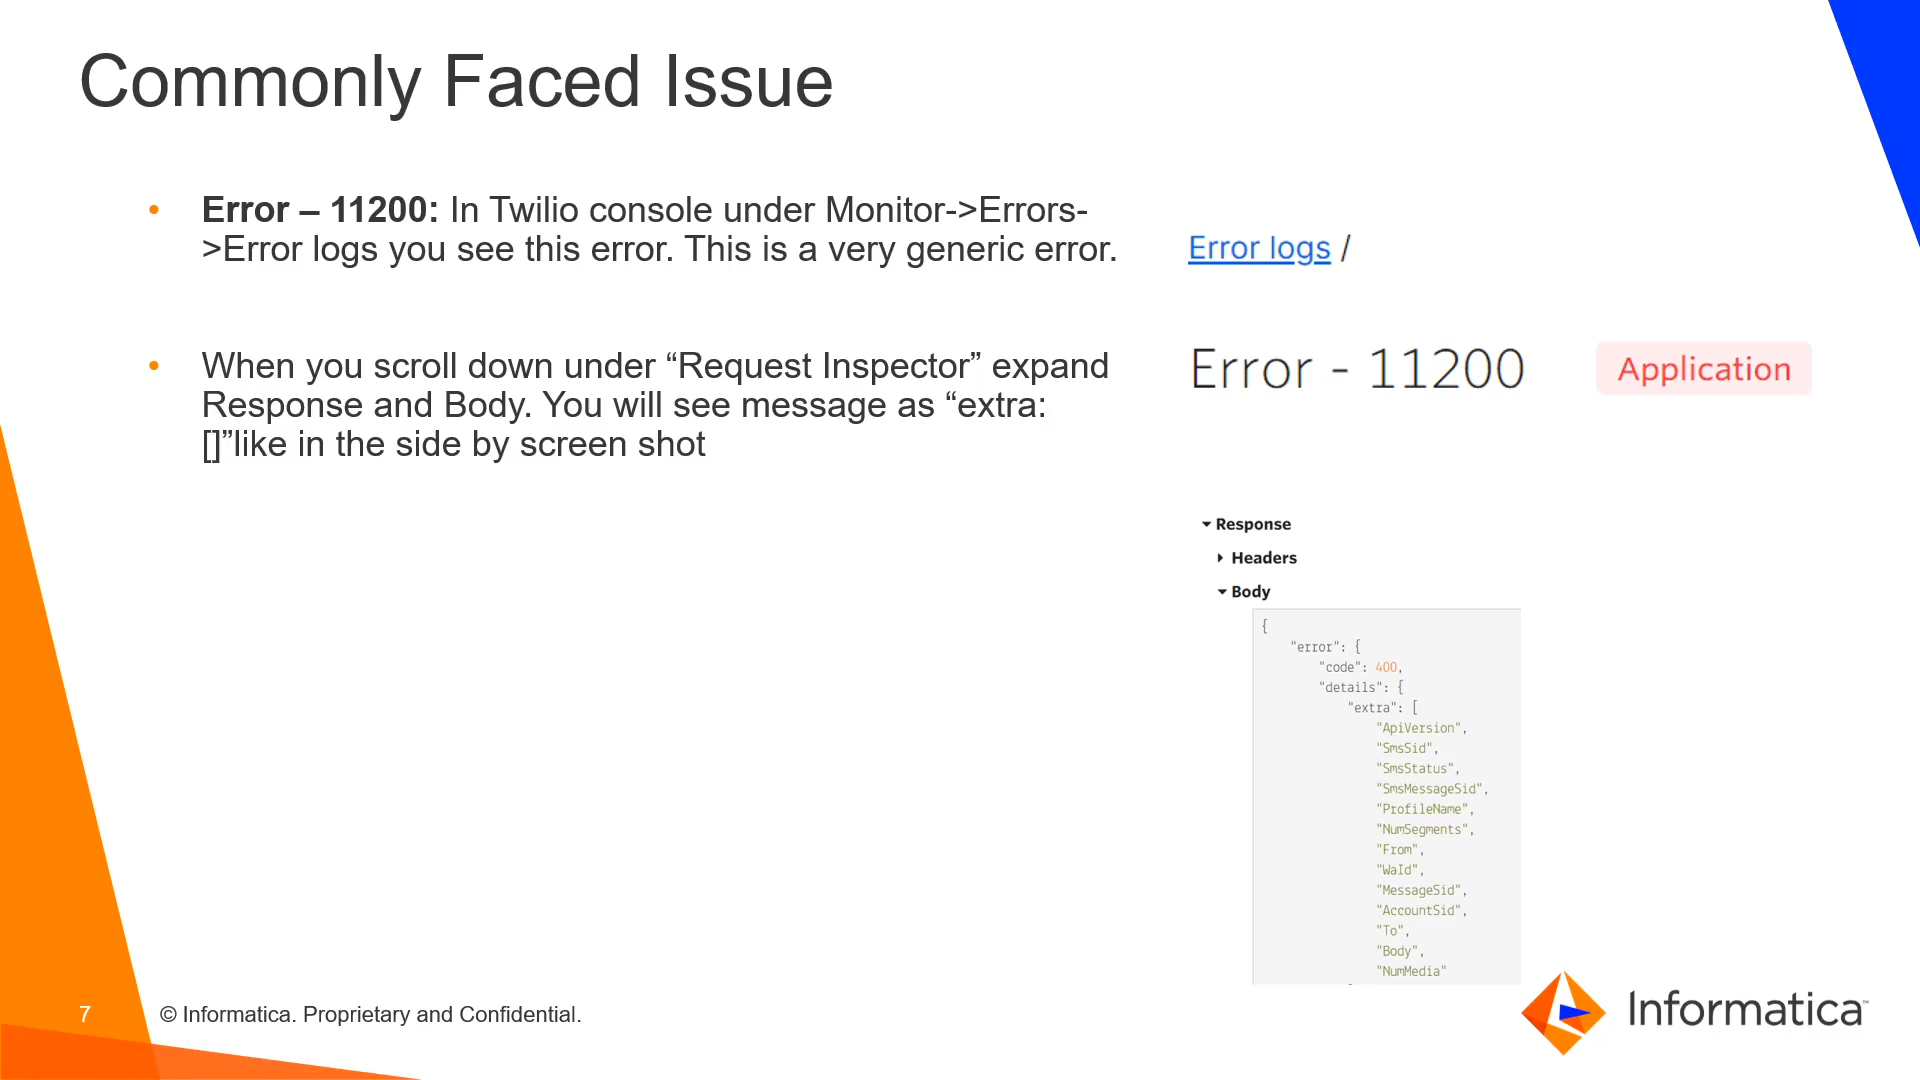 Commonly Faced Issue
• Error – 11200: In Twilio console under Monitor->Errors-
>Error logs you see this error. This is a very generic error.
• When you scroll down under “Request Inspector” expand
Response and Body. You will see message as “extra:
[]”like in the side by screen shot
Error logs /
Error - 11200
Application
Response
Headers
Body
{
"error": {
"code": 400,
"details": {
"extra": [
"ApiVersion",
"SmsSid",
"SmsStatus",
"SmsMessageSid",
"ProfileName",
"NumSegments",
"From",
"WaId",
"MessageSid",
"AccountSid",
"To",
"Body",
"NumMedia"
7
© Informatica. Proprietary and Confidential.
Informatica™